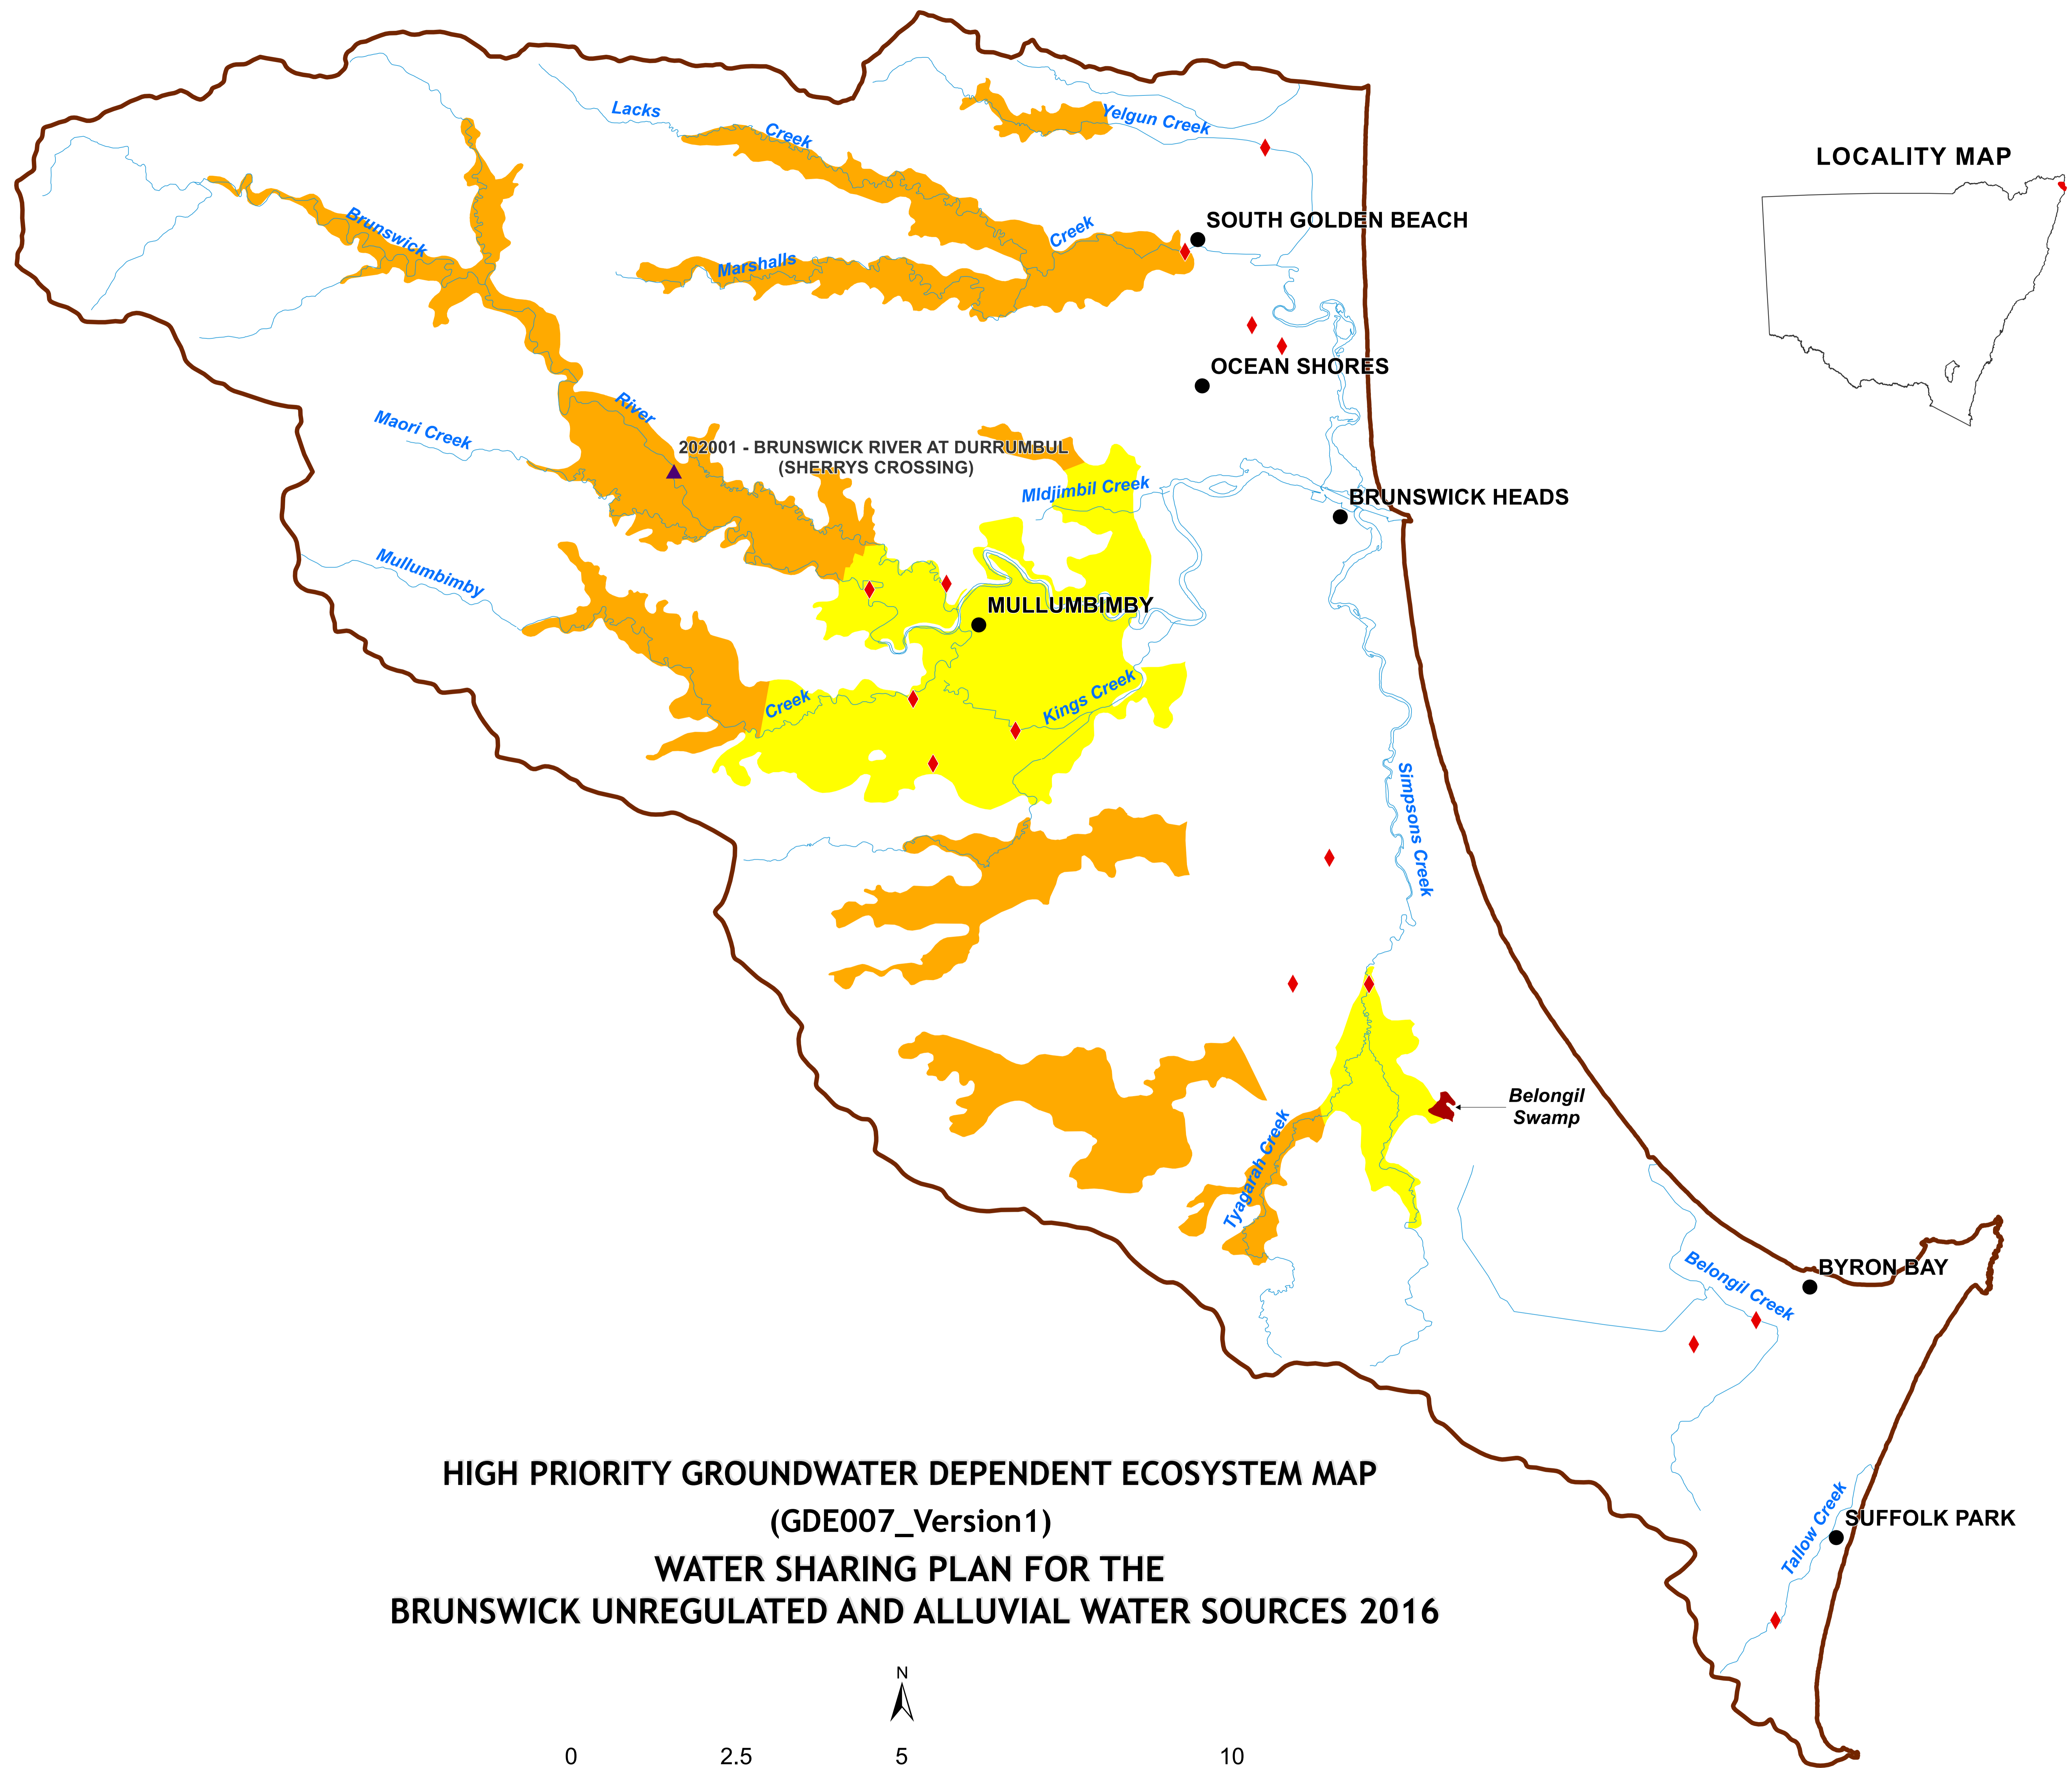 Lacks
Creek
Yelgun Creek
LOCALITY MAP
Brunswick
Marshalls
Creek
SOUTH GOLDEN BEACH
OCEAN SHORES
River
Maori Creek
202001 - BRUNSWICK RIVER AT DURRUMBUL
(SHERRYS CROSSING)
MIdjimbil Creek
BRUNSWICK HEADS
Mullumbimby
MULLUMBIMBY
Creek
Kings Creek
Simpsons Creek
Belongil
Swamp
Tyagarah Creek
BYRON BAY
Belongil Creek
HIGH PRIORITY GROUNDWATER DEPENDENT ECOSYSTEM MAP
(GDE007_Version1)
WATER SHARING PLAN FOR THE
BRUNSWICK UNREGULATED AND ALLUVIAL WATER SOURCES 2016
Tallow Creek
SUFFOLK PARK
N
0 2.5 5 10